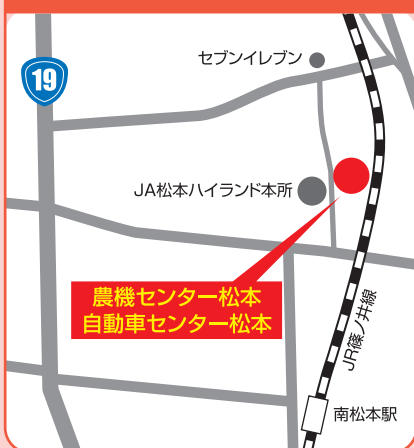 セブンイレブン
19
JA松本ハイランド本所
農機センター松本
自動車センター松本
JR篠ノ井線
南松本駅